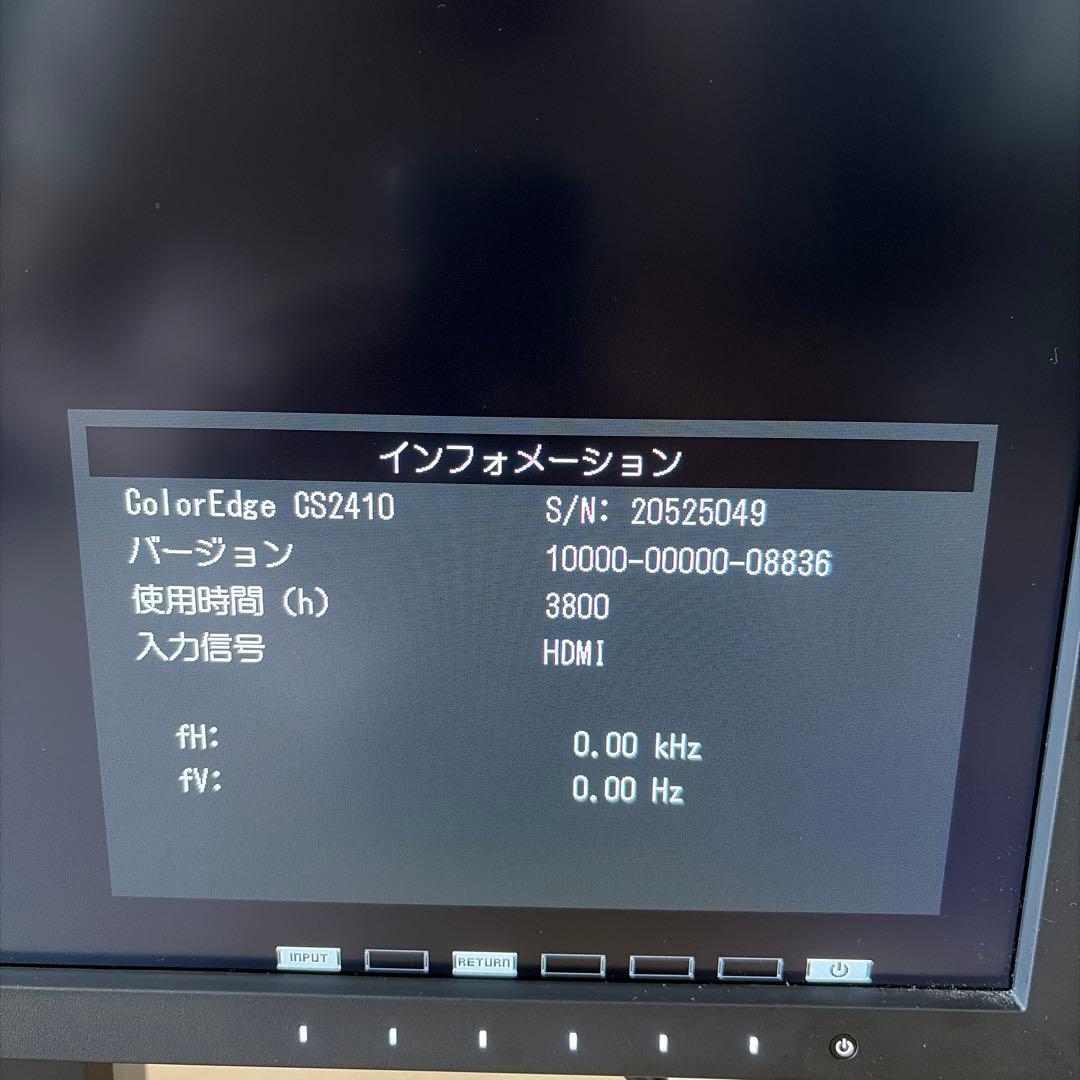 インフォメーション
ColorEdge CS2410 S/N: 20525049
バージョン 10000-00000-08836
使用時間 (h) 3800
入力信号 HDMI
fH: 0.00 kHz
fV: 0.00 Hz
INPUT RETURN